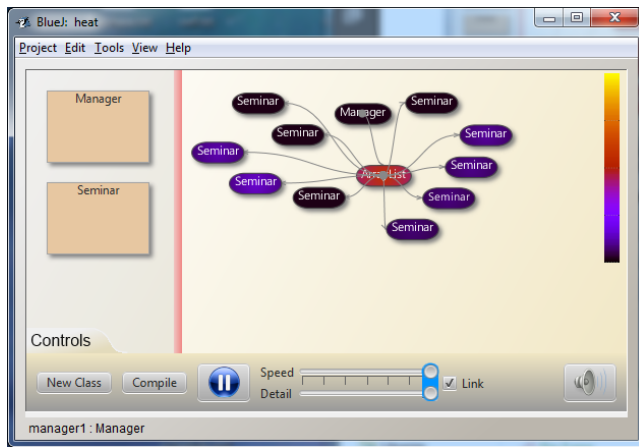 BlueJ: heat
Project Edit Tools View Help
Manager
Seminar
Seminar
Manager
Seminar
Seminar
Seminar
Seminar
ArrayList
Seminar
Seminar
Seminar
Seminar
Seminar
Controls
New Class
Compile
Speed
Detail
Link
manager1 : Manager